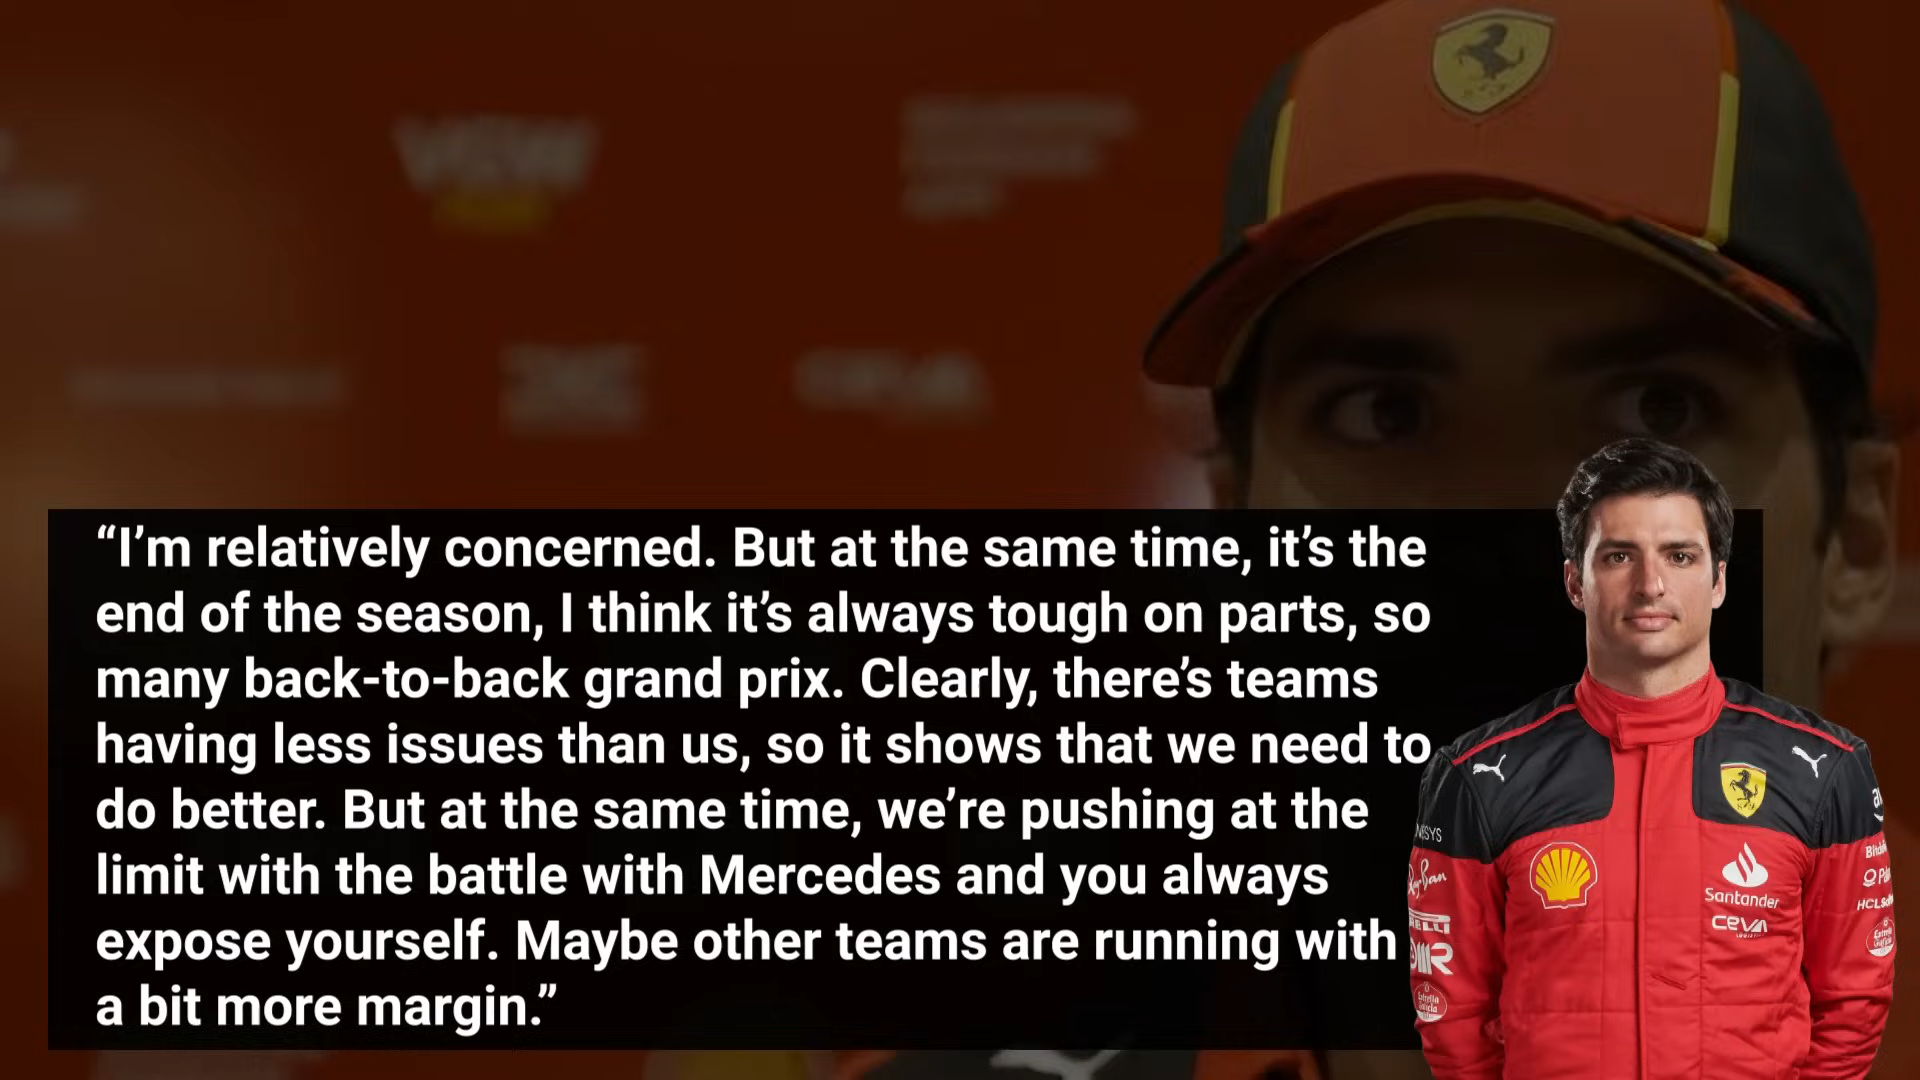 “I’m relatively concerned. But at the same time, it’s the
end of the season, I think it’s always tough on parts, so
many back-to-back grand prix. Clearly, there’s teams
having less issues than us, so it shows that we need to
do better. But at the same time, we’re pushing at the
limit with the battle with Mercedes and you always
expose yourself. Maybe other teams are running with
a bit more margin.”
Ray-Ban
Santander
ceva